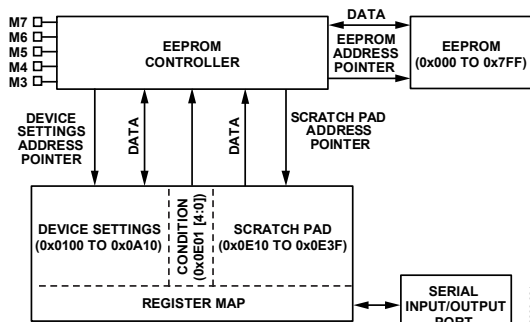 M7
M6
M5
M4
M3
EEPROM
CONTROLLER
DATA
EEPROM
ADDRESS
POINTER
EEPROM
(0x000 TO 0x7FF)
DEVICE
SETTINGS
ADDRESS
POINTER
DATA
DATA
SCRATCH PAD
ADDRESS
POINTER
DEVICE SETTINGS
(0x0100 TO 0x0A10)
CONDITION
(0x0E01 [4:0])
SCRATCH PAD
(0x0E10 TO 0x0E3F)
REGISTER MAP
SERIAL
INPUT/OUTPUT
PORT